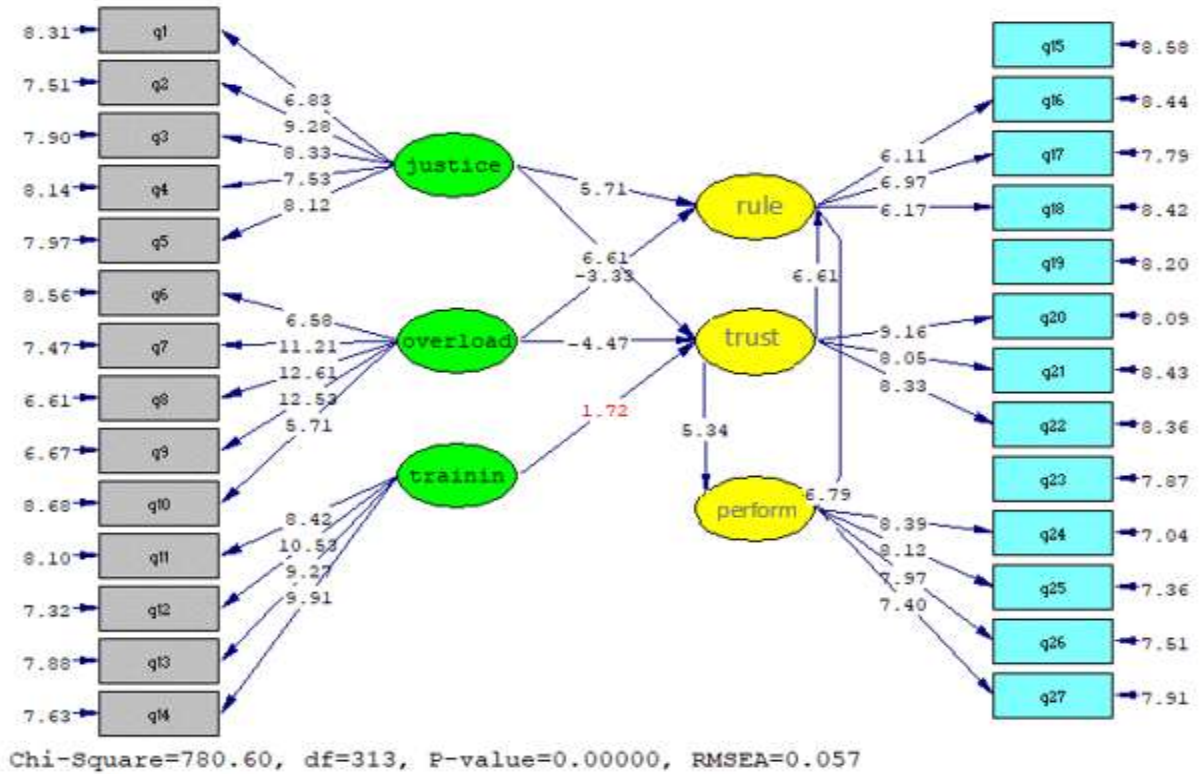 8.31 q1
7.51 q2
7.90 q3
8.14 q4
7.97 q5
8.56 q6
7.47 q7
6.61 q8
6.67 q9
8.68 q10
8.10 q11
7.32 q12
7.88 q13
7.63 q14
6.83
9.28
8.33
7.53
8.12
6.58
11.21
12.61
12.53
5.71
8.42
10.53
9.27
9.91
justice
overload
trainin
5.71
6.61
-3.33
-4.47
1.72
rule
trust
perform
6.61
5.34
6.79
6.11
6.97
6.17
9.16
8.05
8.33
8.39
8.12
7.97
7.40
q15 8.58
q16 8.44
q17 7.79
q18 8.42
q19 8.20
q20 8.09
q21 8.43
q22 8.36
q23 7.87
q24 7.04
q25 7.36
q26 7.51
q27 7.91
Chi-Square=780.60, df=313, P-value=0.00000, RMSEA=0.057